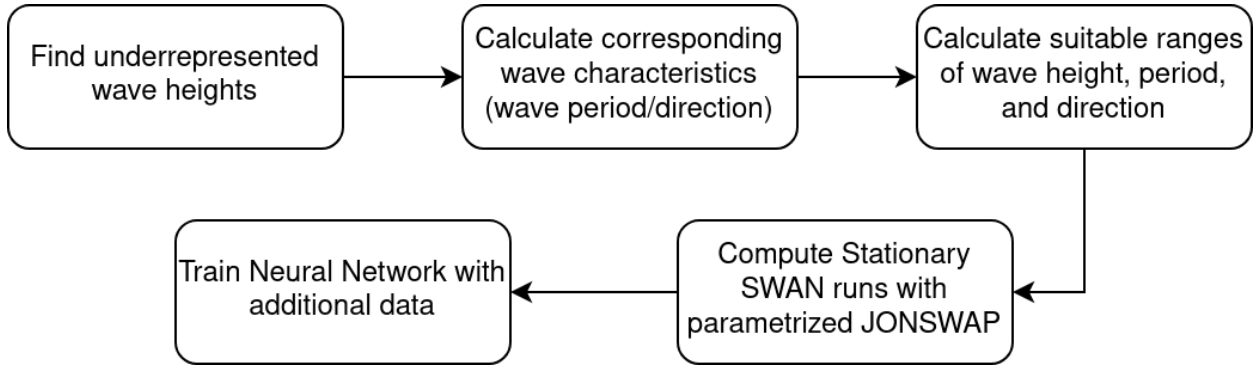 Find underrepresented
wave heights
Calculate corresponding
wave characteristics
(wave period/direction)
Calculate suitable ranges
of wave height, period,
and direction
Compute Stationary
SWAN runs with
parametrized JONSWAP
Train Neural Network with
additional data